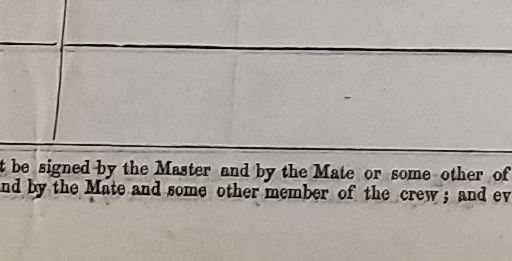 t be signed by the Master and by the Mate or some other of
nd by the Mate and some other member of the crew; and ev